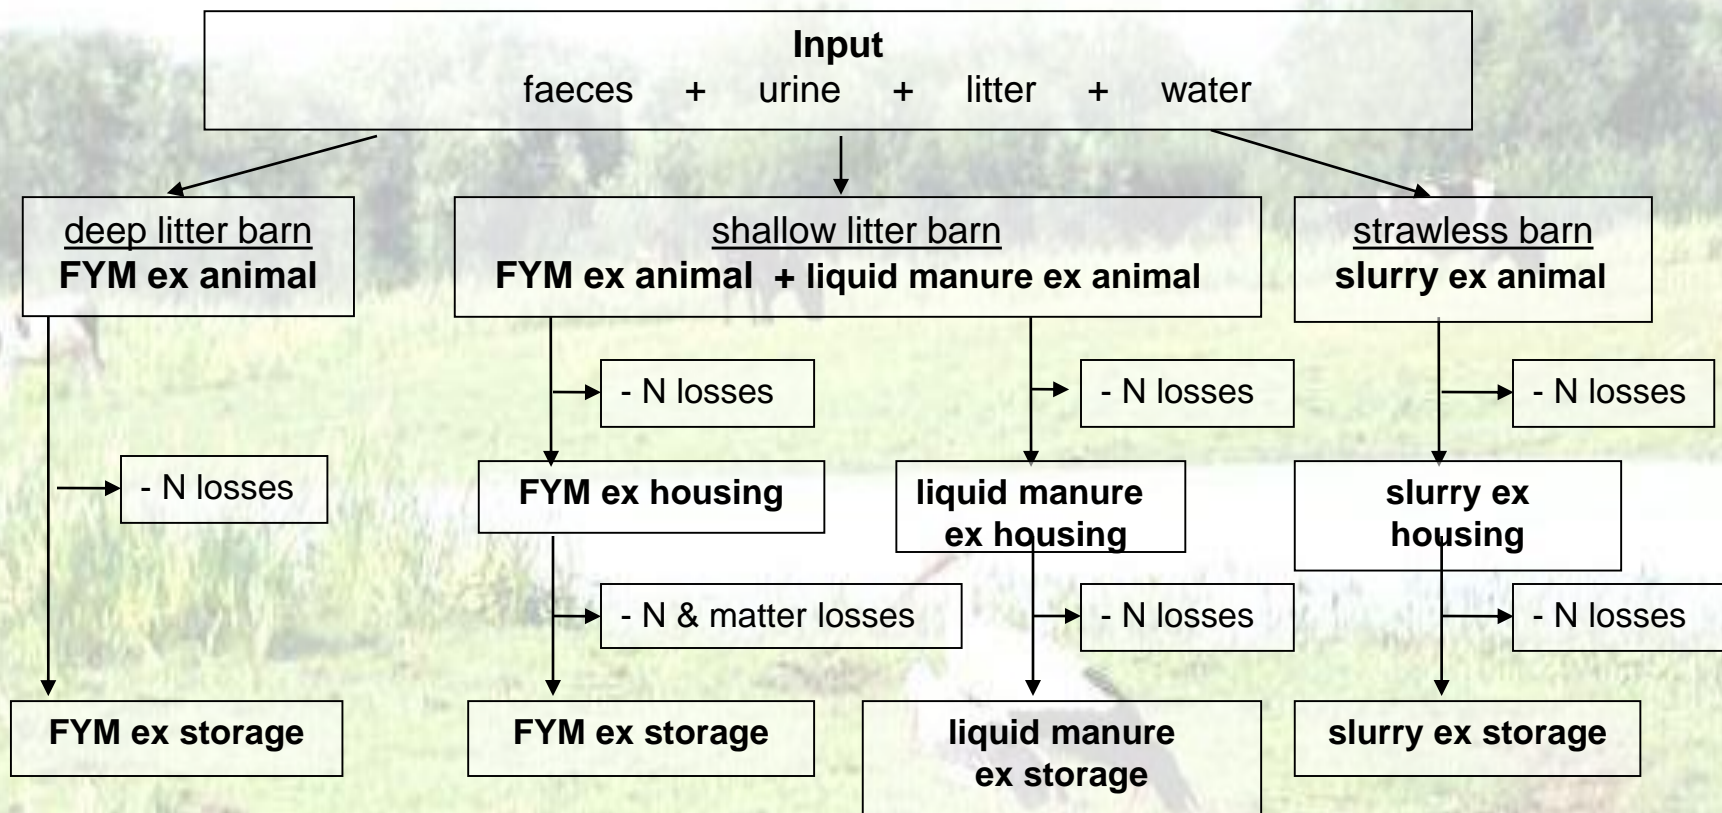 Input
faeces + urine + litter + water
deep litter barn
FYM ex animal
shallow litter barn
FYM ex animal + liquid manure ex animal
strawless barn
slurry ex animal
- N losses
- N losses
- N losses
- N losses
FYM ex housing
liquid manure
ex housing
slurry ex
housing
- N & matter losses
- N losses
- N losses
FYM ex storage
FYM ex storage
liquid manure
ex storage
slurry ex storage